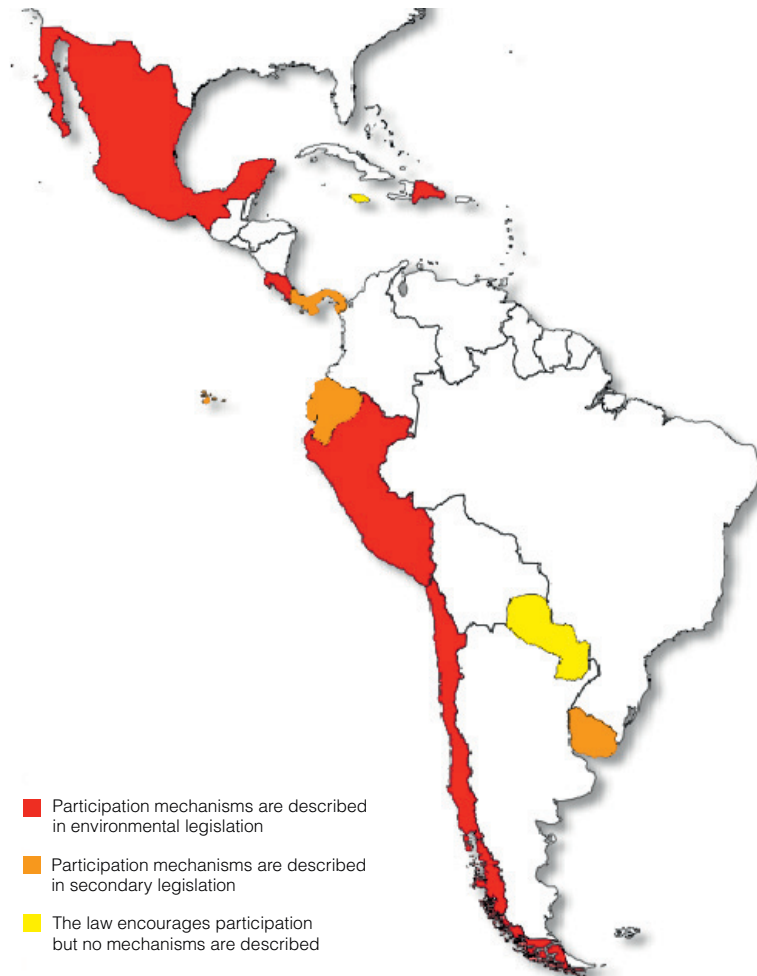 Participation mechanisms are described
in environmental legislation
Participation mechanisms are described
in secondary legislation
The law encourages participation
but no mechanisms are described